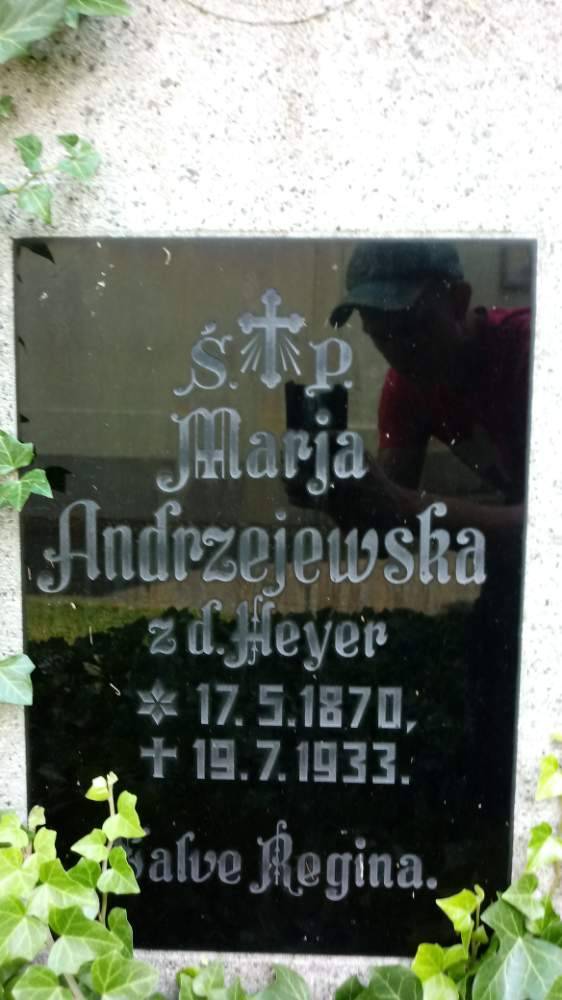 Ś. P.
Marja
Andrzejewska
z d. Heyer
17. 5. 1870,
19. 7. 1933.
Salve Regina.